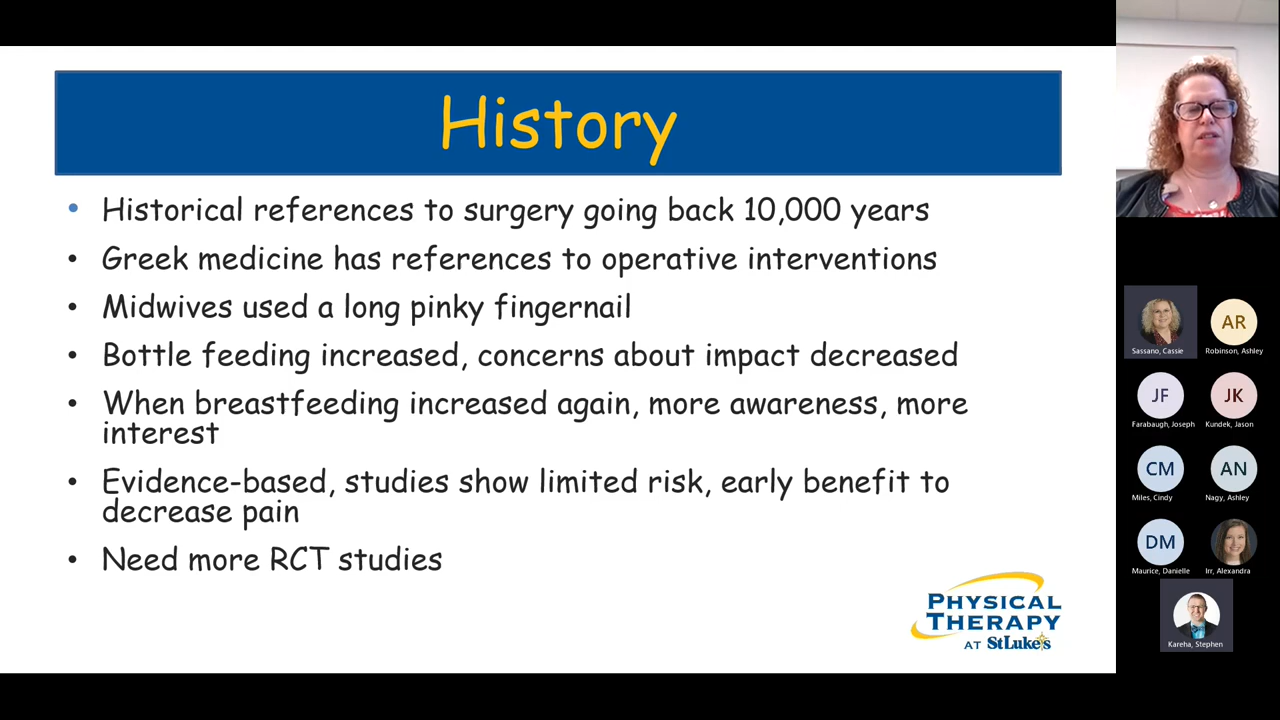 History
Historical references to surgery going back 10,000 years
Greek medicine has references to operative interventions
Midwives used a long pinky fingernail
Bottle feeding increased, concerns about impact decreased
When breastfeeding increased again, more awareness, more
interest
Evidence-based, studies show limited risk, early benefit to
decrease pain
Need more RCT studies
PHYSICAL
THERAPY
AT StLuke's
Sassano, Cassie
AR
Robinson, Ashley
JF
Farabaugh, Joseph
JK
Kundek, Jason
CM
Miles, Cindy
AN
Nagy, Ashley
DM
Maurice, Danielle
Irr, Alexandra
Kareha, Stephen